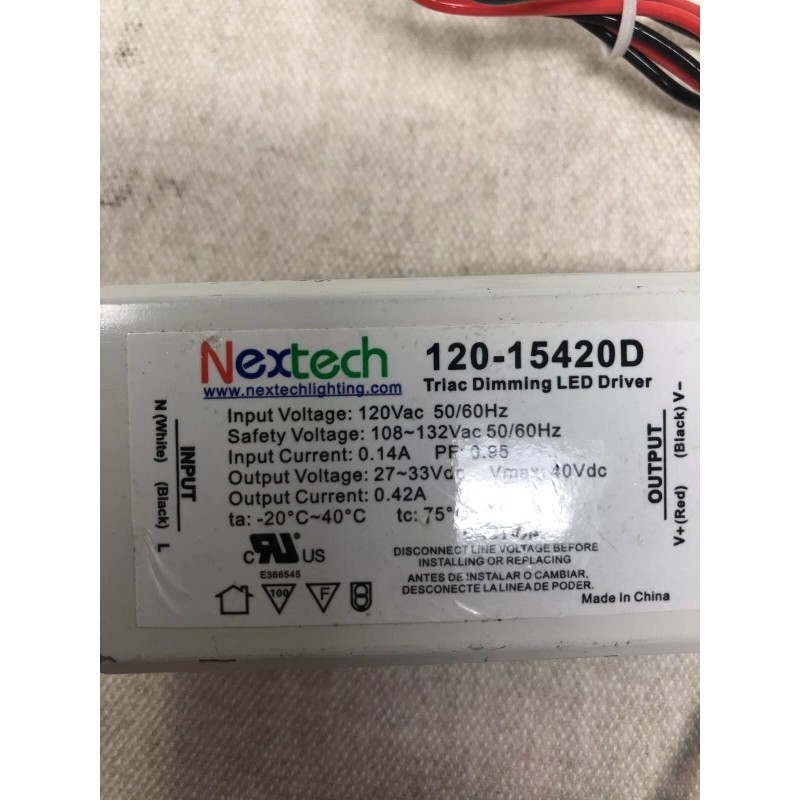 Nextech 120-15420D
www.nextechlighting.com Triac Dimming LED Driver
Input Voltage: 120Vac 50/60Hz
Safety Voltage: 108~132Vac 50/60Hz
Input Current: 0.14A PF: 0.95
Output Voltage: 27~33Vdc Vmax: 40Vdc
Output Current: 0.42A
ta: -20°C~40°C tc: 75°
N (White) (Black) L
INPUT
OUTPUT
V+(Red) (Black) V-
c RU US
E366545
100 F
CAUTION
DISCONNECT LINE VOLTAGE BEFORE
INSTALLING OR REPLACING
ANTES DE INSTALAR O CAMBIAR,
DESCONECTE LA LINEA DE PODER.
Made In China